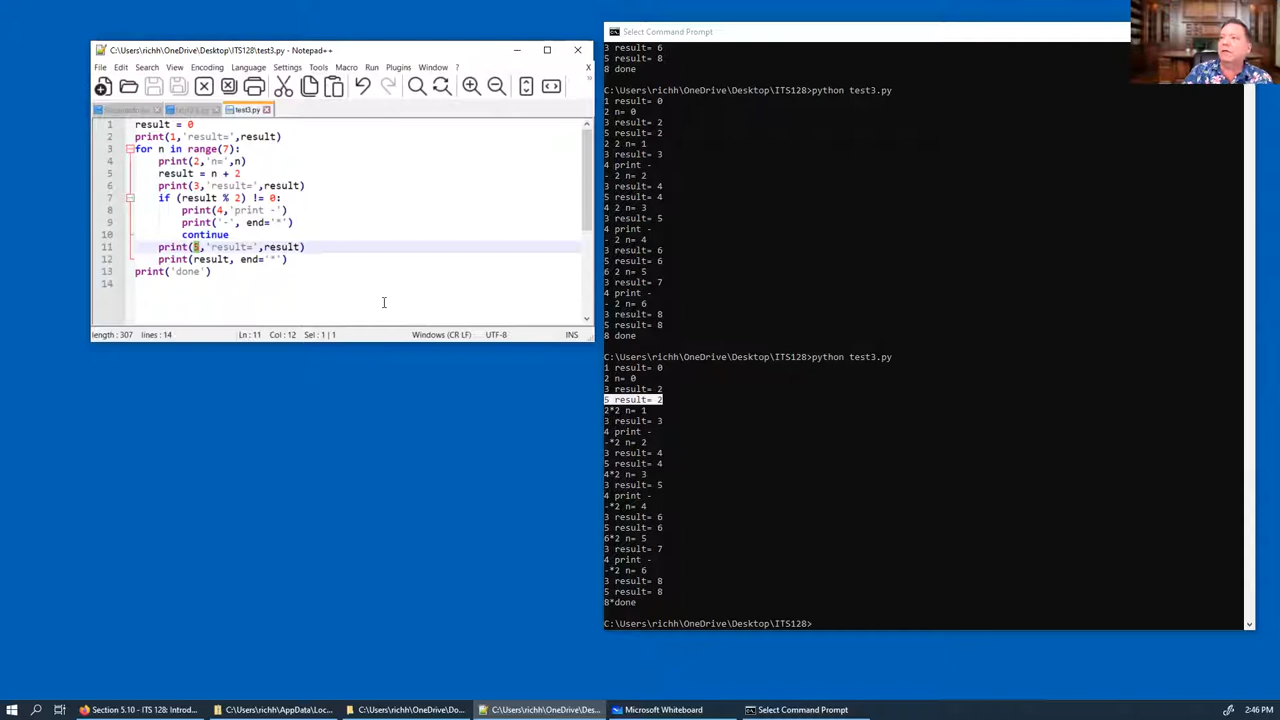 C:\Users\richh\OneDrive\Desktop\ITS128\test3.py - Notepad++
File Edit Search View Encoding Language Settings Tools Macro Run Plugins Window ?
test3.py
1 result = 0
2 print(1,'result=',result)
3 for n in range(7):
4 print(2,'n=',n)
5 result = n + 2
6 print(3,'result=',result)
7 if (result % 2) != 0:
8 print(4,'print -')
9 print('-', end='*')
10 continue
11 print(5,'result=',result)
12 print(result, end='*')
13 print('done')
14
length : 307 lines : 14 Ln : 11 Col : 12 Sel : 1 | 1 Windows (CR LF) UTF-8 INS
Select Command Prompt
3 result= 6
5 result= 8
8 done
C:\Users\richh\OneDrive\Desktop\ITS128>python test3.py
1 result= 0
2 n= 0
3 result= 2
5 result= 2
2 2 n= 1
3 result= 3
4 print -
- 2 n= 2
3 result= 4
5 result= 4
4 2 n= 3
3 result= 5
4 print -
- 2 n= 4
3 result= 6
5 result= 6
6 2 n= 5
3 result= 7
4 print -
- 2 n= 6
3 result= 8
5 result= 8
8 done
C:\Users\richh\OneDrive\Desktop\ITS128>python test3.py
1 result= 0
2 n= 0
3 result= 2
5 result= 2
2*2 n= 1
3 result= 3
4 print -
-*2 n= 2
3 result= 4
5 result= 4
4*2 n= 3
3 result= 5
4 print -
-*2 n= 4
3 result= 6
5 result= 6
6*2 n= 5
3 result= 7
4 print -
-*2 n= 6
3 result= 8
5 result= 8
8*done
C:\Users\richh\OneDrive\Desktop\ITS128>
Section 5.10 - ITS 128: Introd... C:\Users\richh\AppData\Loc... C:\Users\richh\OneDrive\Do... C:\Users\richh\OneDrive\Des... Microsoft Whiteboard Select Command Prompt 2:46 PM